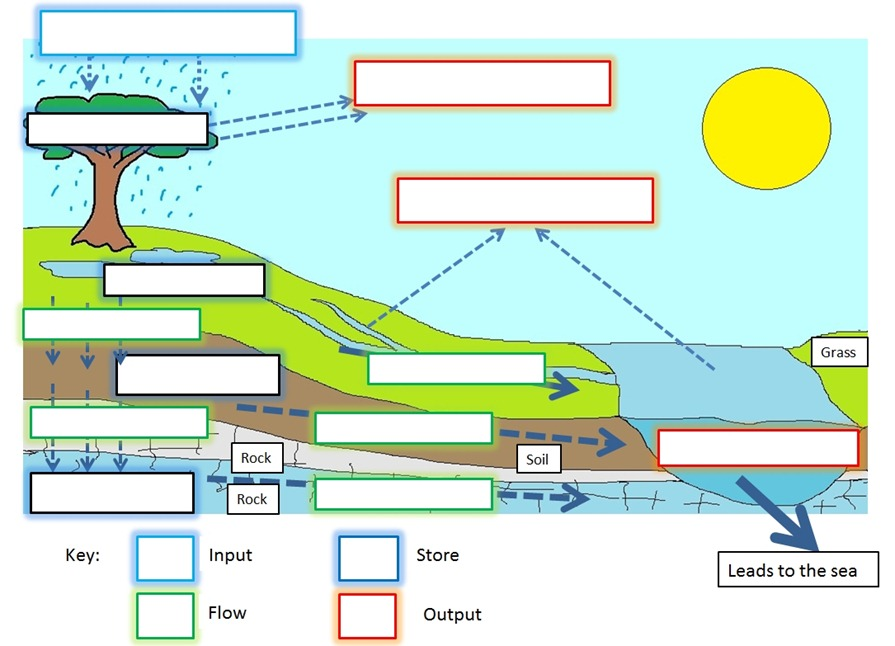 Grass
Rock
Soil
Rock
Key:
Input
Store
Leads to the sea
Flow
Output